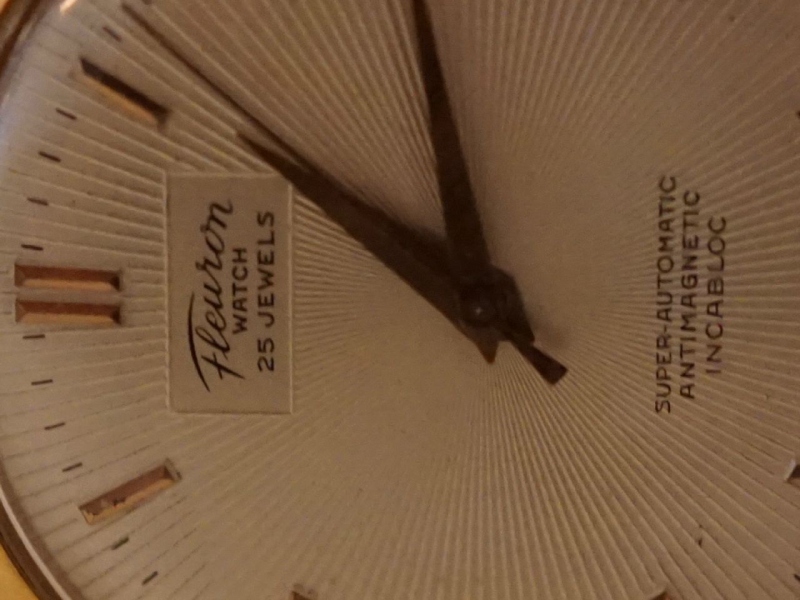 Fleuron
WATCH
25 JEWELS
SUPER-AUTOMATIC
ANTIMAGNETIC
INCABLOC